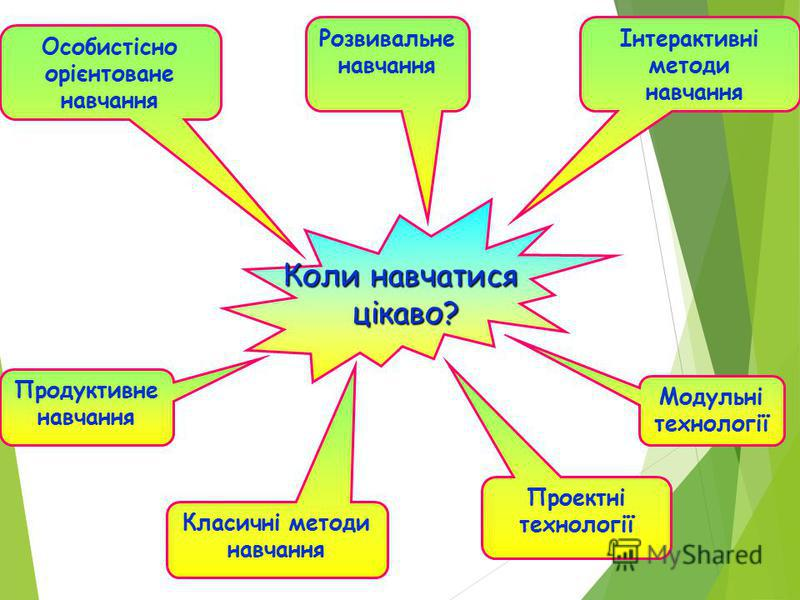 Особистісно
орієнтоване
навчання
Розвивальне
навчання
Інтерактивні
методи
навчання
Коли навчатися
цікаво?
Продуктивне
навчання
Модульні
технології
Класичні методи
навчання
Проектні
технології
MyShared